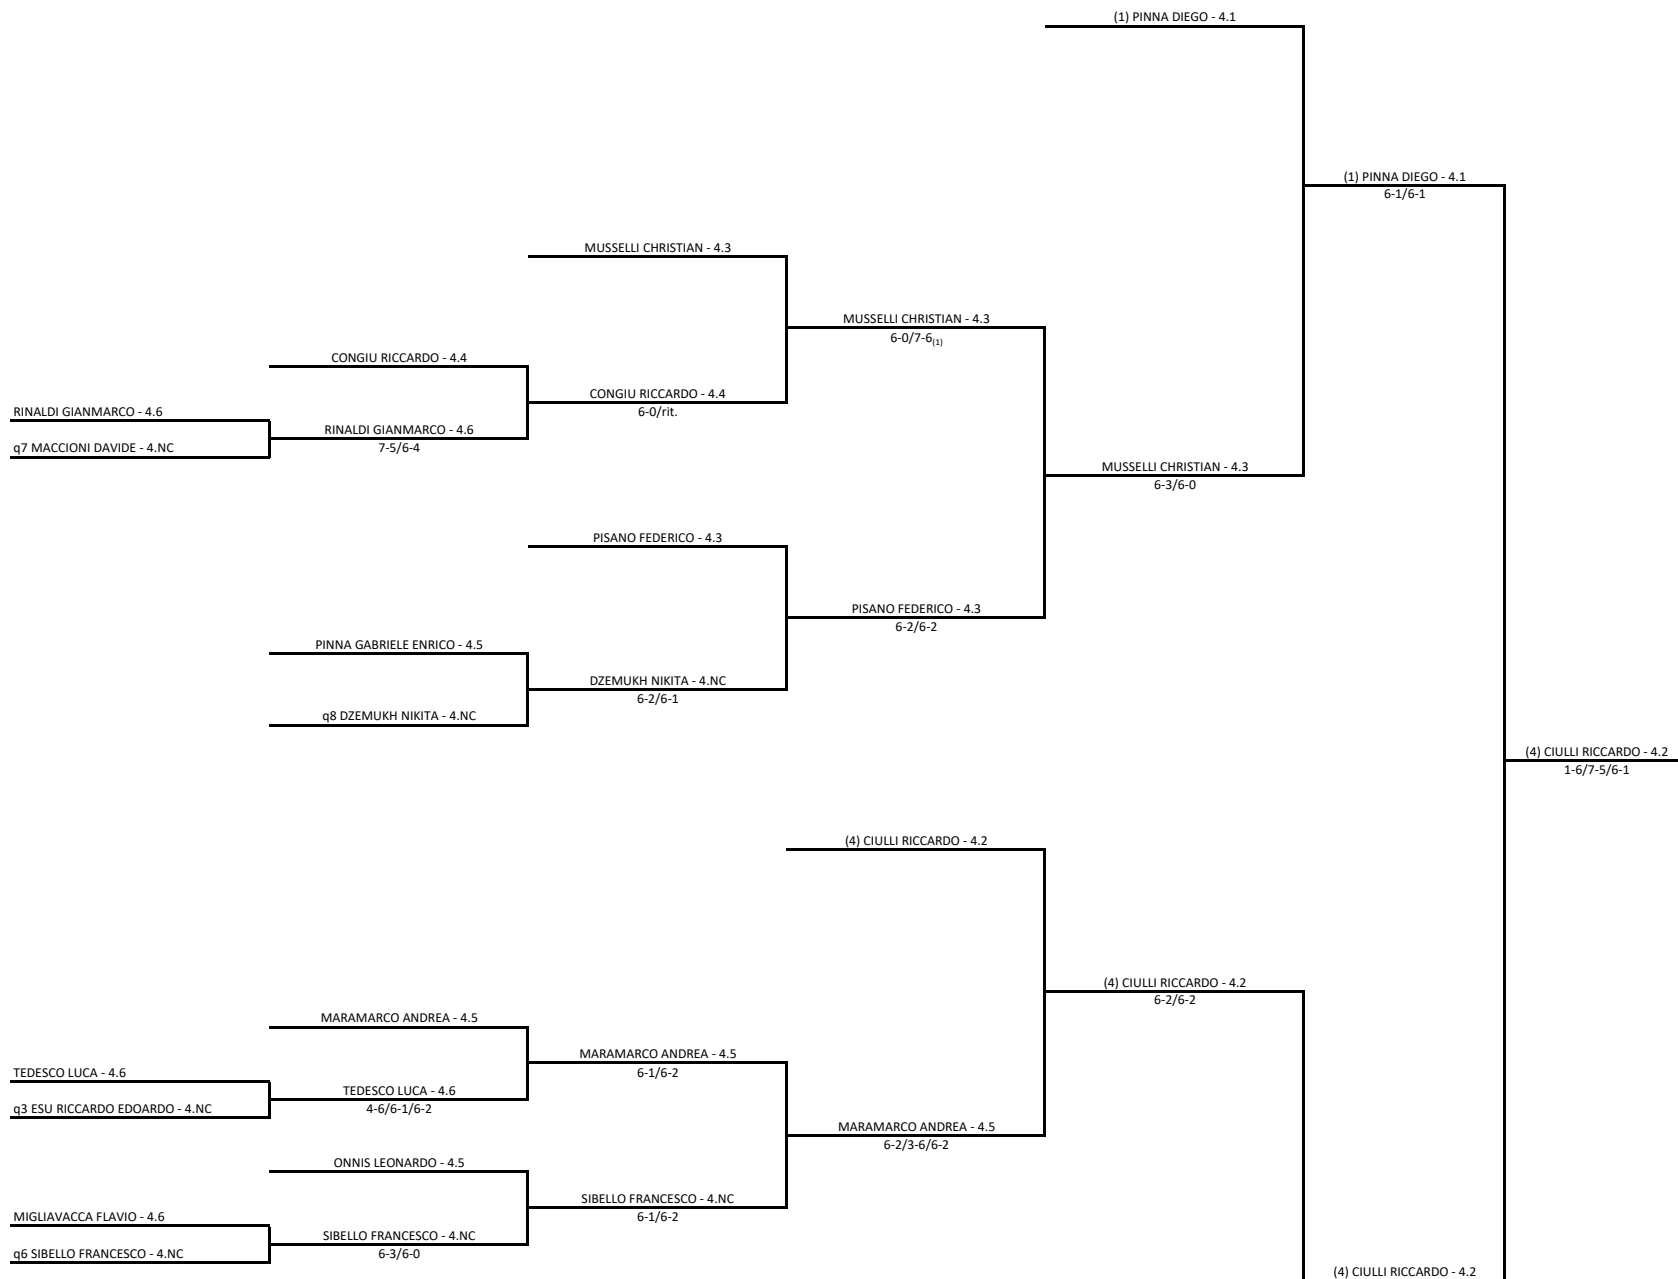 (1) PINNA DIEGO - 4.1
(1) PINNA DIEGO - 4.1
6-1/6-1
MUSSELLI CHRISTIAN - 4.3
MUSSELLI CHRISTIAN - 4.3
6-0/7-6(1)
CONGIU RICCARDO - 4.4
CONGIU RICCARDO - 4.4
6-0/rit.
RINALDI GIANMARCO - 4.6
RINALDI GIANMARCO - 4.6
7-5/6-4
q7 MACCIONI DAVIDE - 4.NC
MUSSELLI CHRISTIAN - 4.3
6-3/6-0
PISANO FEDERICO - 4.3
PISANO FEDERICO - 4.3
6-2/6-2
PINNA GABRIELE ENRICO - 4.5
DZEMUKH NIKITA - 4.NC
6-2/6-1
q8 DZEMUKH NIKITA - 4.NC
(4) CIULLI RICCARDO - 4.2
1-6/7-5/6-1
(4) CIULLI RICCARDO - 4.2
(4) CIULLI RICCARDO - 4.2
6-2/6-2
MARAMARCO ANDREA - 4.5
MARAMARCO ANDREA - 4.5
6-1/6-2
TEDESCO LUCA - 4.6
TEDESCO LUCA - 4.6
4-6/6-1/6-2
q3 ESU RICCARDO EDOARDO - 4.NC
MARAMARCO ANDREA - 4.5
6-2/3-6/6-2
ONNIS LEONARDO - 4.5
SIBELLO FRANCESCO - 4.NC
6-1/6-2
MIGLIAVACCA FLAVIO - 4.6
SIBELLO FRANCESCO - 4.NC
6-3/6-0
q6 SIBELLO FRANCESCO - 4.NC
(4) CIULLI RICCARDO - 4.2